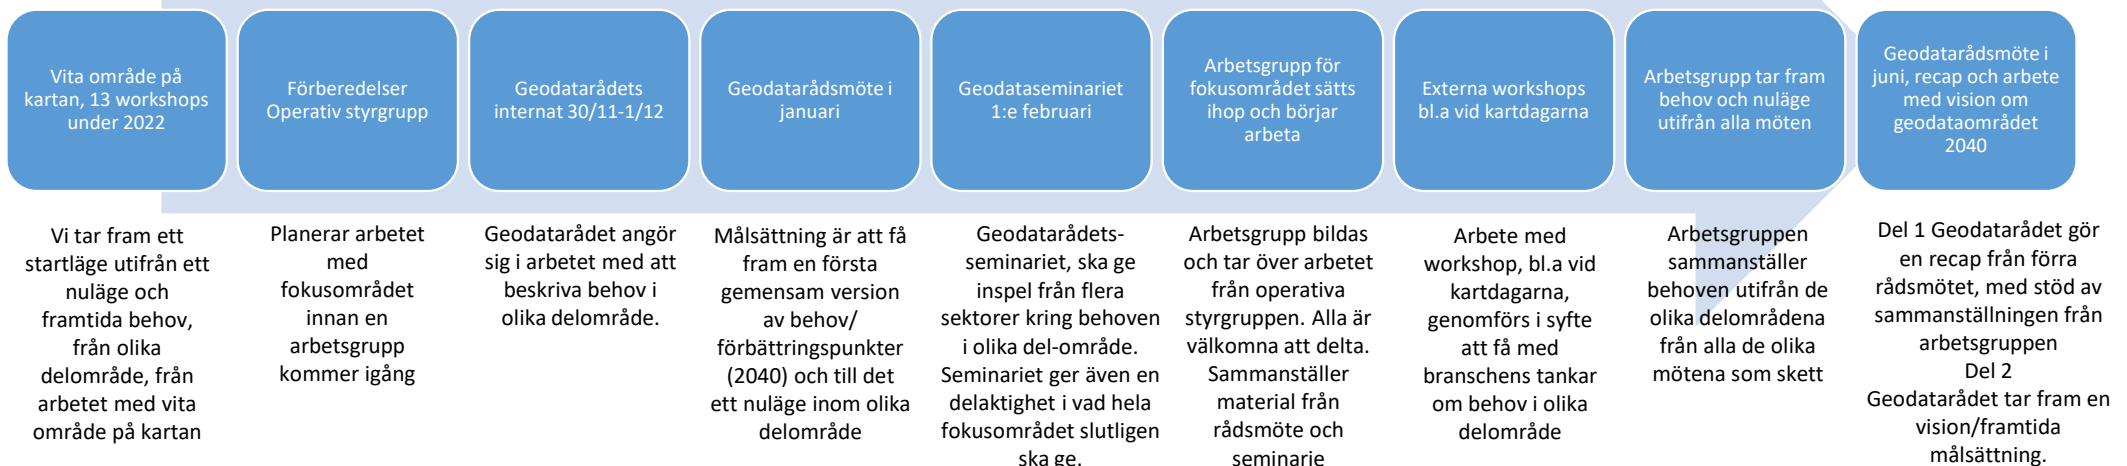 Vita område på
kartan, 13 workshops
under 2022
Förberedelser
Operativ styrgrupp
Geodatarådets
internat 30/11-1/12
Geodatarådsmöte i
januari
Geodataseminariet
1:e februari
Arbetsgrupp för
fokusområdet sätts
ihop och börjar
arbeta
Externa workshops
bl.a vid kartdagarna
Arbetsgrupp tar fram
behov och nuläge
utifrån alla möten
Geodatarådsmöte i
juni, recap och arbete
med vision om
geodataområdet
2040
Vi tar fram ett
startläge utifrån ett
nuläge och
framtida behov,
från olika
delområde, från
arbetet med vita
område på kartan
Planerar arbetet
med
fokusområdet
innan en
arbetsgrupp
kommer igång
Geodatarådet angör
sig i arbetet med att
beskriva behov i
olika delområde.
Målsättning är att få
fram en första
gemensam version
av behov/
förbättringspunkter
(2040) och till det
ett nuläge inom olika
delområde
Geodatarådets-
seminariet, ska ge
inspel från flera
sektorer kring behoven
i olika del-område.
Seminariet ger även en
delaktighet i vad hela
fokusområdet slutligen
ska ge.
Arbetsgrupp bildas
och tar över arbetet
från operativa
styrgruppen. Alla är
välkomna att delta.
Sammanställer
material från
rådsmöte och
seminarie
Arbete med
workshop, bl.a vid
kartdagarna,
genomförs i syfte
att få med
branschens tankar
om behov i olika
delområde
Arbetsgruppen
sammanställer
behoven utifrån de
olika delområdena
från alla de olika
mötena som skett
Del 1 Geodatarådet gör
en recap från förra
rådsmötet, med stöd av
sammanställningen från
arbetsgruppen
Del 2
Geodatarådet tar fram en
vision/framtida
målsättning.